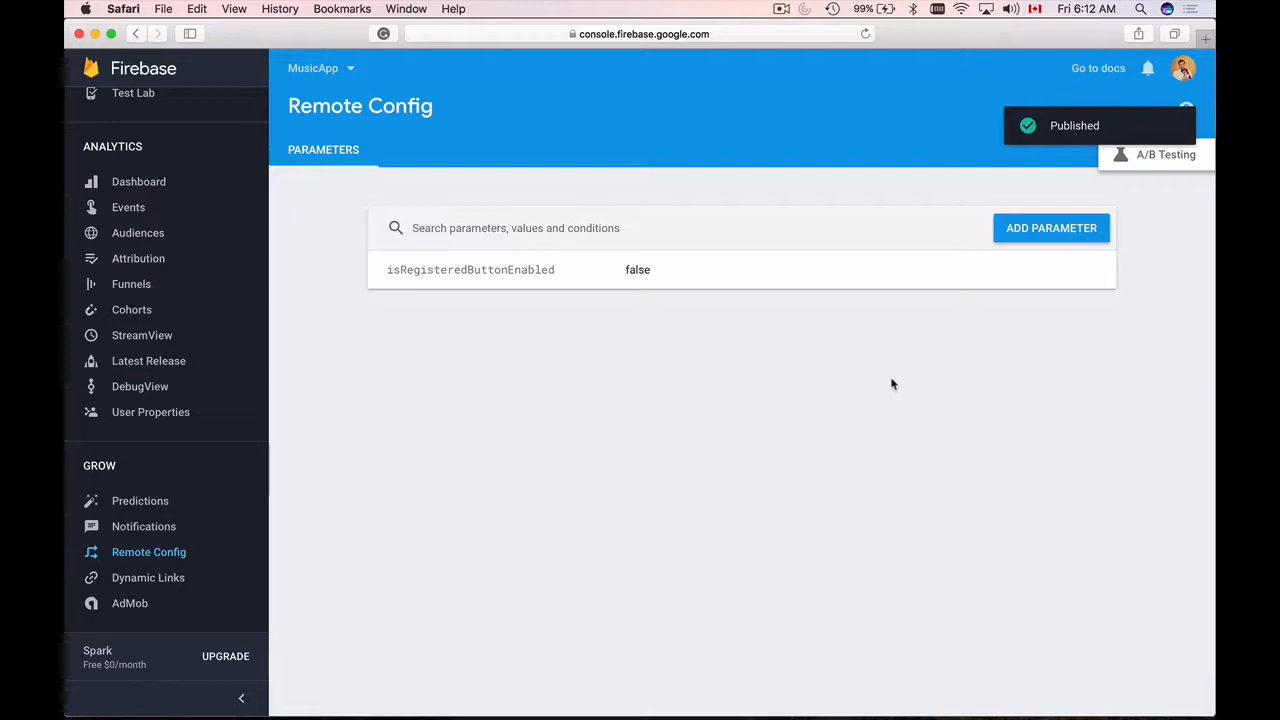 Safari File Edit View History Bookmarks Window Help 99% Fri 6:12 AM
console.firebase.google.com
Firebase
MusicApp
Go to docs
Remote Config
Published
PARAMETERS
A/B Testing
Search parameters, values and conditions
ADD PARAMETER
isRegisteredButtonEnabled false
Test Lab
ANALYTICS
Dashboard
Events
Audiences
Attribution
Funnels
Cohorts
StreamView
Latest Release
DebugView
User Properties
GROW
Predictions
Notifications
Remote Config
Dynamic Links
AdMob
Spark
Free $0/month
UPGRADE